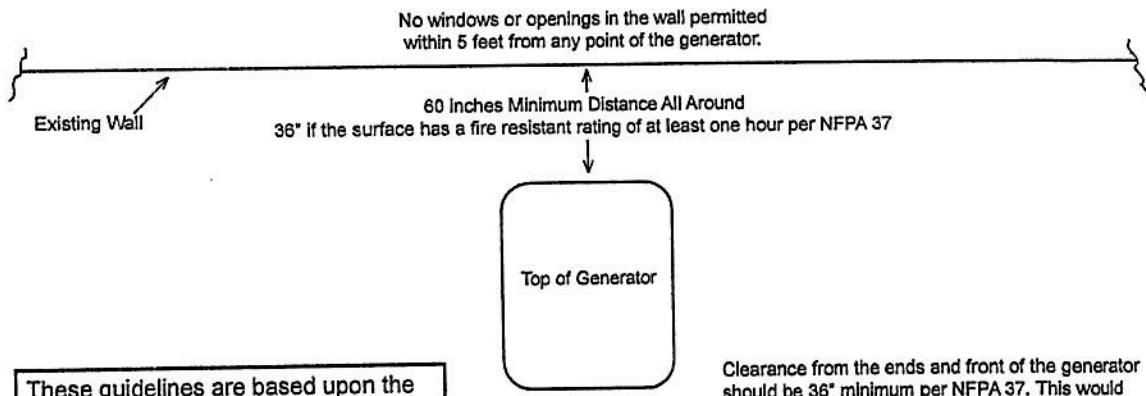 No windows or openings in the wall permitted
within 5 feet from any point of the generator.
Existing Wall
60 Inches Minimum Distance All Around
36" if the surface has a fire resistant rating of at least one hour per NFPA 37
Top of Generator
These guidelines are based upon the
Clearance from the ends and front of the generator
should be 36" minimum per NFPA 37. This would